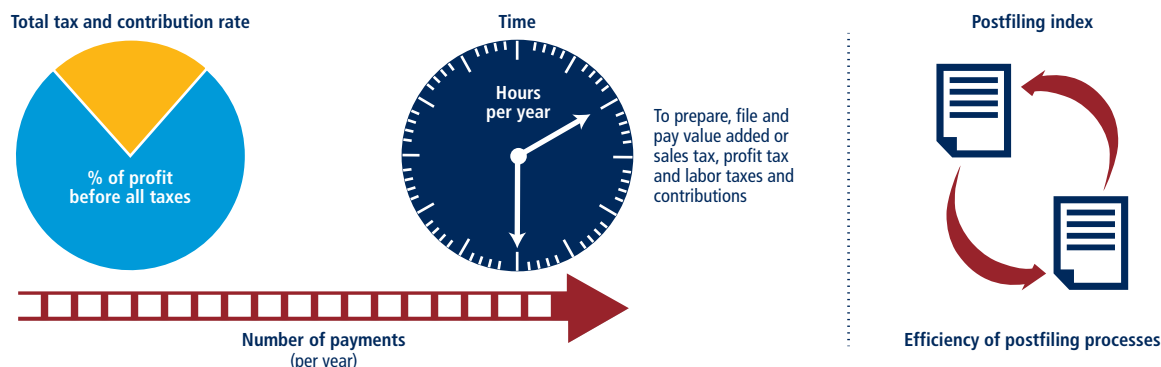 Total tax and contribution rate
% of profit
before all taxes
Time
Hours
per year
To prepare, file and
pay value added or
sales tax, profit tax
and labor taxes and
contributions
Number of payments
(per year)
Postfiling index
Efficiency of postfiling processes